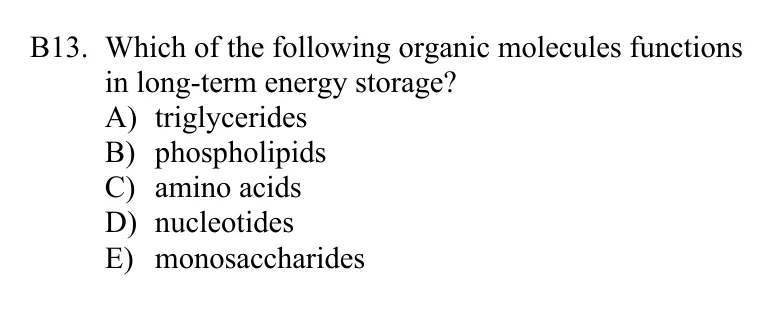 B13. Which of the following organic molecules functions
in long-term energy storage?
A) triglycerides
B) phospholipids
C) amino acids
D) nucleotides
E) monosaccharides